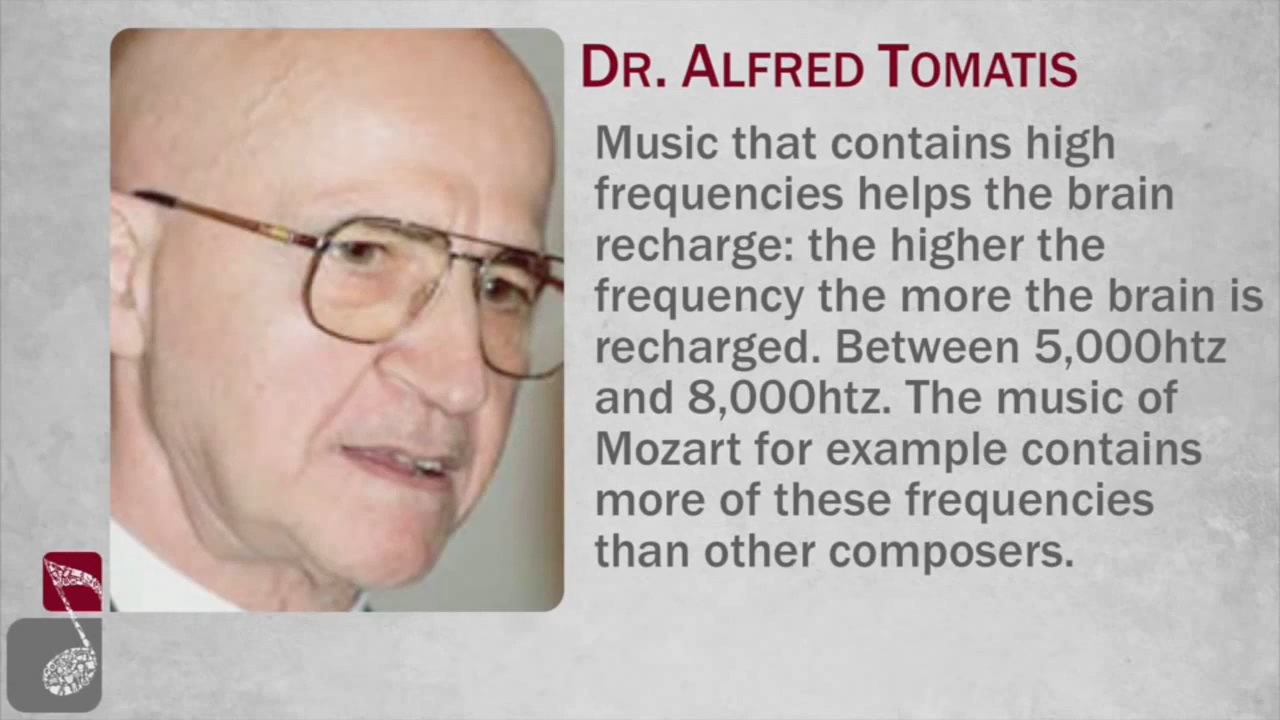 DR. ALFRED TOMATIS
Music that contains high
frequencies helps the brain
recharge: the higher the
frequency the more the brain is
recharged. Between 5,000htz
and 8,000htz. The music of
Mozart for example contains
more of these frequencies
than other composers.